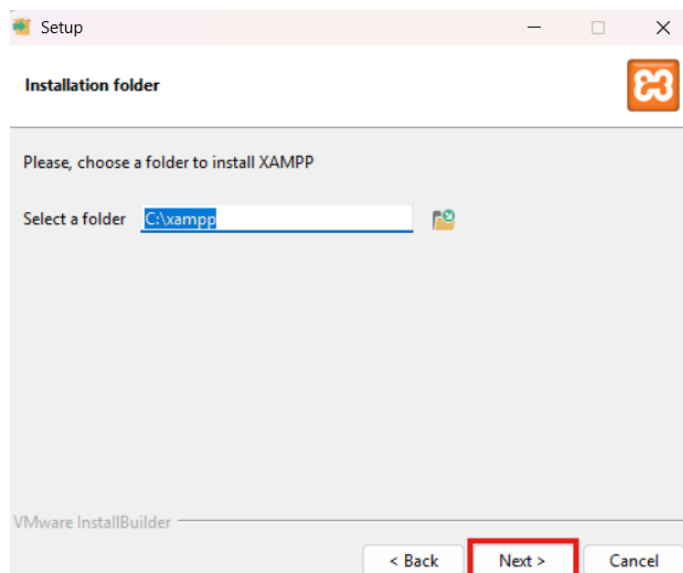 Setup
Installation folder
Please, choose a folder to install XAMPP
Select a folder C:\xampp
VMware InstallBuilder
< Back Next > Cancel